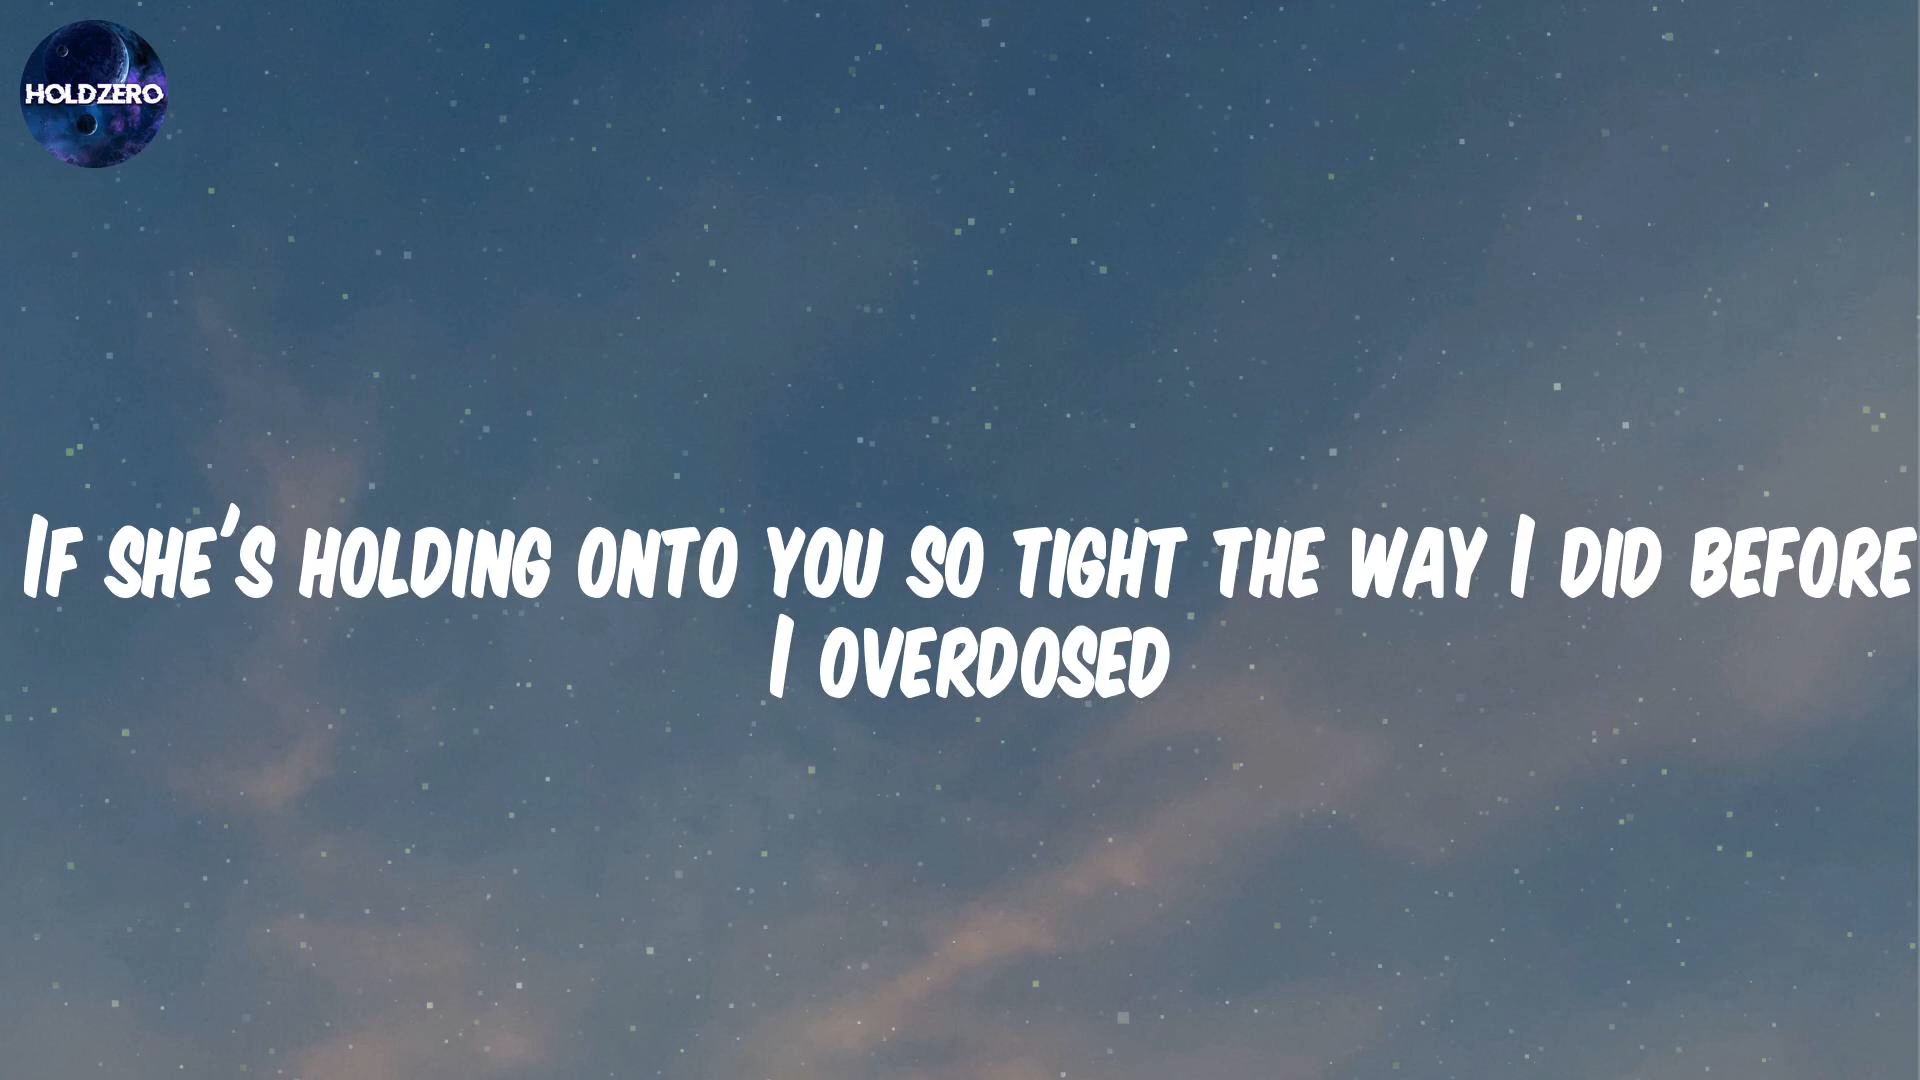 HOLDZERO
If she's holding onto you so tight the way I did before
I overdosed